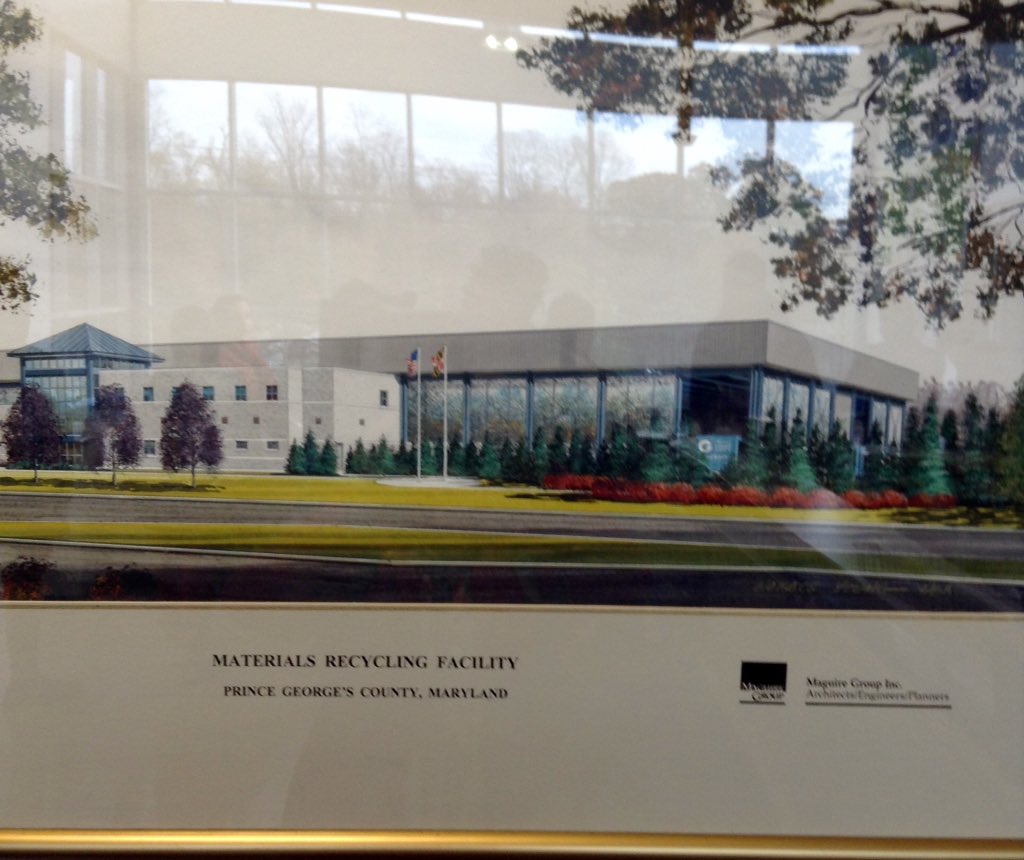 MATERIALS RECYCLING FACILITY
PRINCE GEORGE'S COUNTY, MARYLAND
MAGUIRE
GROUP
Maguire Group Inc.
Architects/Engineers/Planners